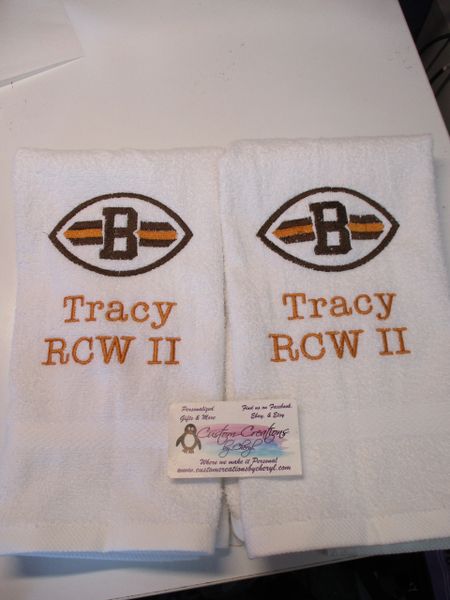 B
Tracy
RCW II
B
Tracy
RCW II
Personalized
Gifts & More
Find us on Facebook,
Ebay, & Etsy
Custom Creations
by Cheryl
Where we make it Personal
www.customcreationsbycheryl.com